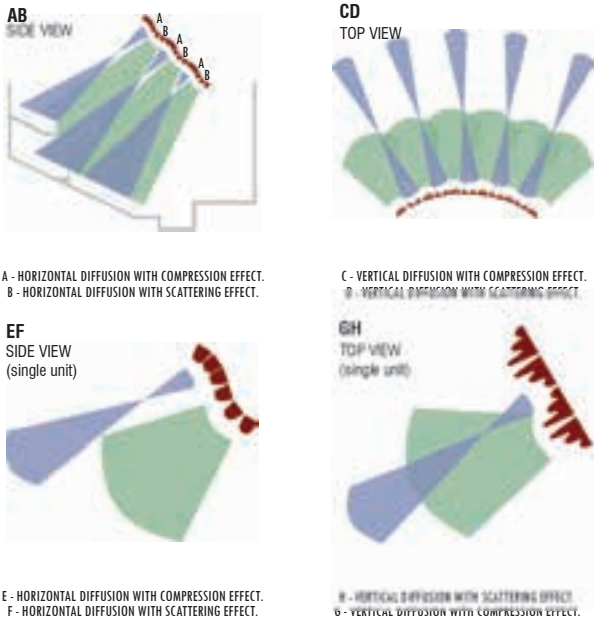 AB
SIDE VIEW
A
B
A
B
A
B
CD
TOP VIEW
A - HORIZONTAL DIFFUSION WITH COMPRESSION EFFECT.
B - HORIZONTAL DIFFUSION WITH SCATTERING EFFECT.
C - VERTICAL DIFFUSION WITH COMPRESSION EFFECT.
D - VERTICAL DIFFUSION WITH SCATTERING EFFECT.
EF
SIDE VIEW
(single unit)
GH
TOP VIEW
(single unit)
E - HORIZONTAL DIFFUSION WITH COMPRESSION EFFECT.
F - HORIZONTAL DIFFUSION WITH SCATTERING EFFECT.
H - VERTICAL DIFFUSION WITH SCATTERING EFFECT.
G - VERTICAL DIFFUSION WITH COMPRESSION EFFECT.